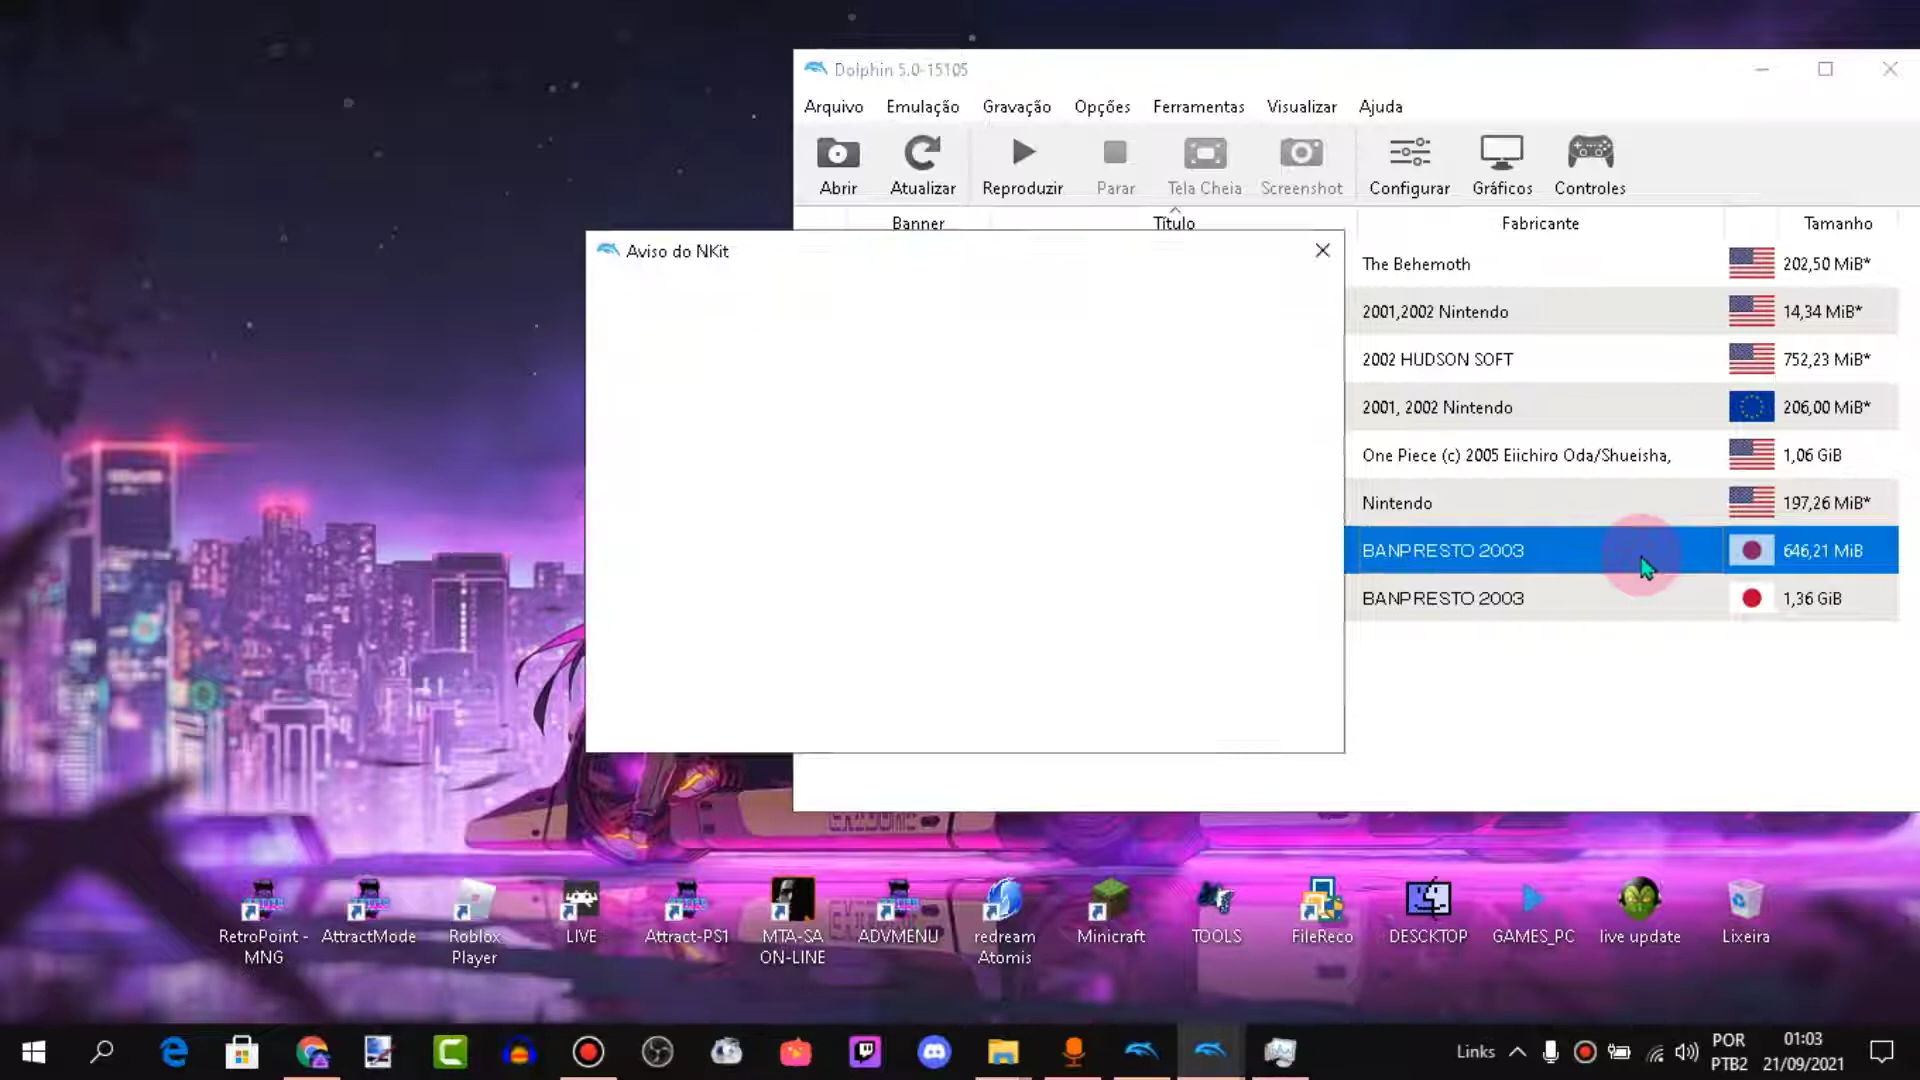 Dolphin 5.0-15105
Arquivo Emulação Gravação Opções Ferramentas Visualizar Ajuda
Abrir Atualizar Reproduzir Parar Tela Cheia Screenshot Configurar Gráficos Controles
Banner Título Fabricante Tamanho
Aviso do NKit
The Behemoth 202,50 MiB*
2001,2002 Nintendo 14,34 MiB*
2002 HUDSON SOFT 752,23 MiB*
2001, 2002 Nintendo 206,00 MiB*
One Piece (c) 2005 Eiichiro Oda/Shueisha, 1,06 GiB
Nintendo 197,26 MiB*
BANPRESTO 2003 646,21 MiB
BANPRESTO 2003 1,36 GiB
RetroPoint - MNG
AttractMode
Roblox Player
LIVE
Attract-PS1
MTA-SA ON-LINE
ADVMENU
redream Atomis
Minicraft
TOOLS
FileReco
DESCKTOP
GAMES_PC
live update
Lixeira
Links
POR
PTB2
01:03
21/09/2021